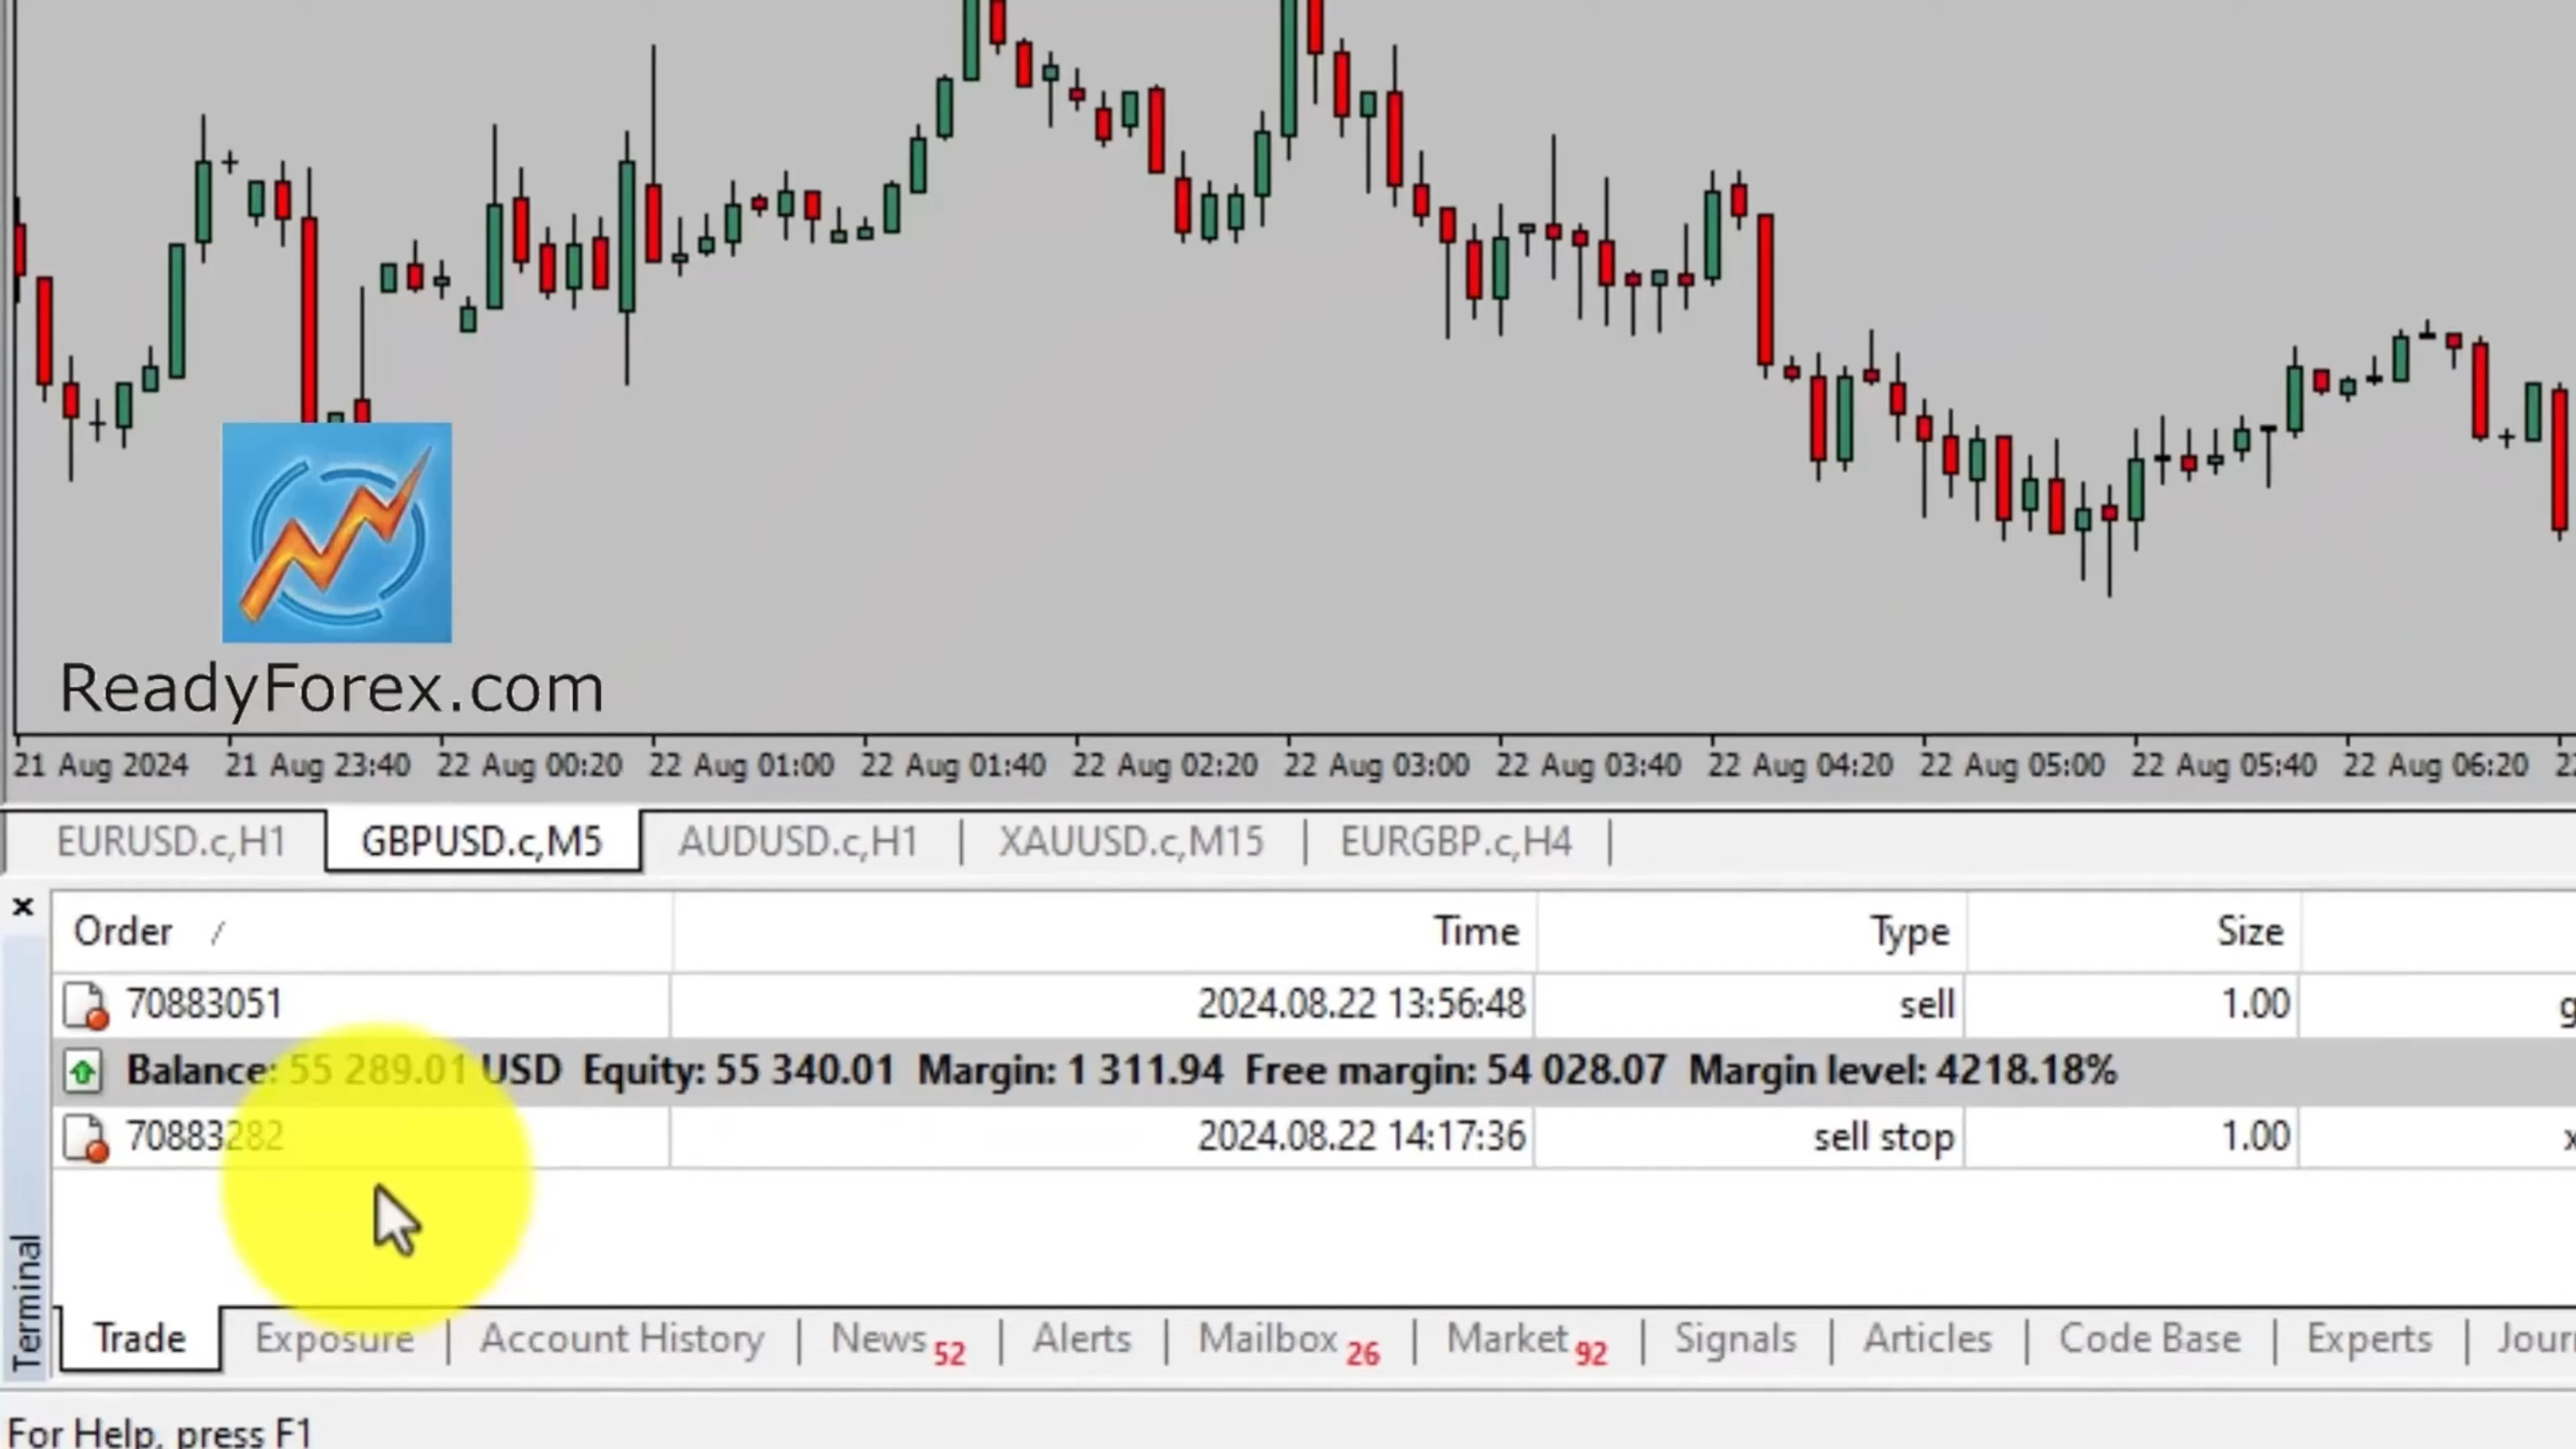 ReadyForex.com
21 Aug 2024 21 Aug 23:40 22 Aug 00:20 22 Aug 01:00 22 Aug 01:40 22 Aug 02:20 22 Aug 03:00 22 Aug 03:40 22 Aug 04:20 22 Aug 05:00 22 Aug 05:40 22 Aug 06:20 22
EURUSD.c,H1 GBPUSD.c,M5 AUDUSD.c,H1 | XAUUSD.c,M15 | EURGBP.c,H4 |
Order / Time Type Size
70883051 2024.08.22 13:56:48 sell 1.00 g
Balance: 55 289.01 USD Equity: 55 340.01 Margin: 1 311.94 Free margin: 54 028.07 Margin level: 4218.18%
70883282 2024.08.22 14:17:36 sell stop 1.00 x
Terminal
Trade Exposure | Account History | News 52 | Alerts | Mailbox 26 | Market 92 | Signals | Articles | Code Base | Experts | Jour
For Help, press F1